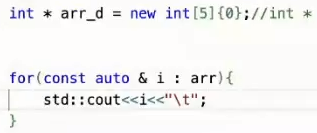 int * arr_d = new int[5]{0};//int *
for(const auto & i : arr){
std::cout<<i<<"\t";
}